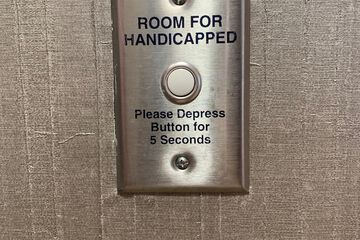 ROOM FOR
HANDICAPPED
Please Depress
Button for
5 Seconds